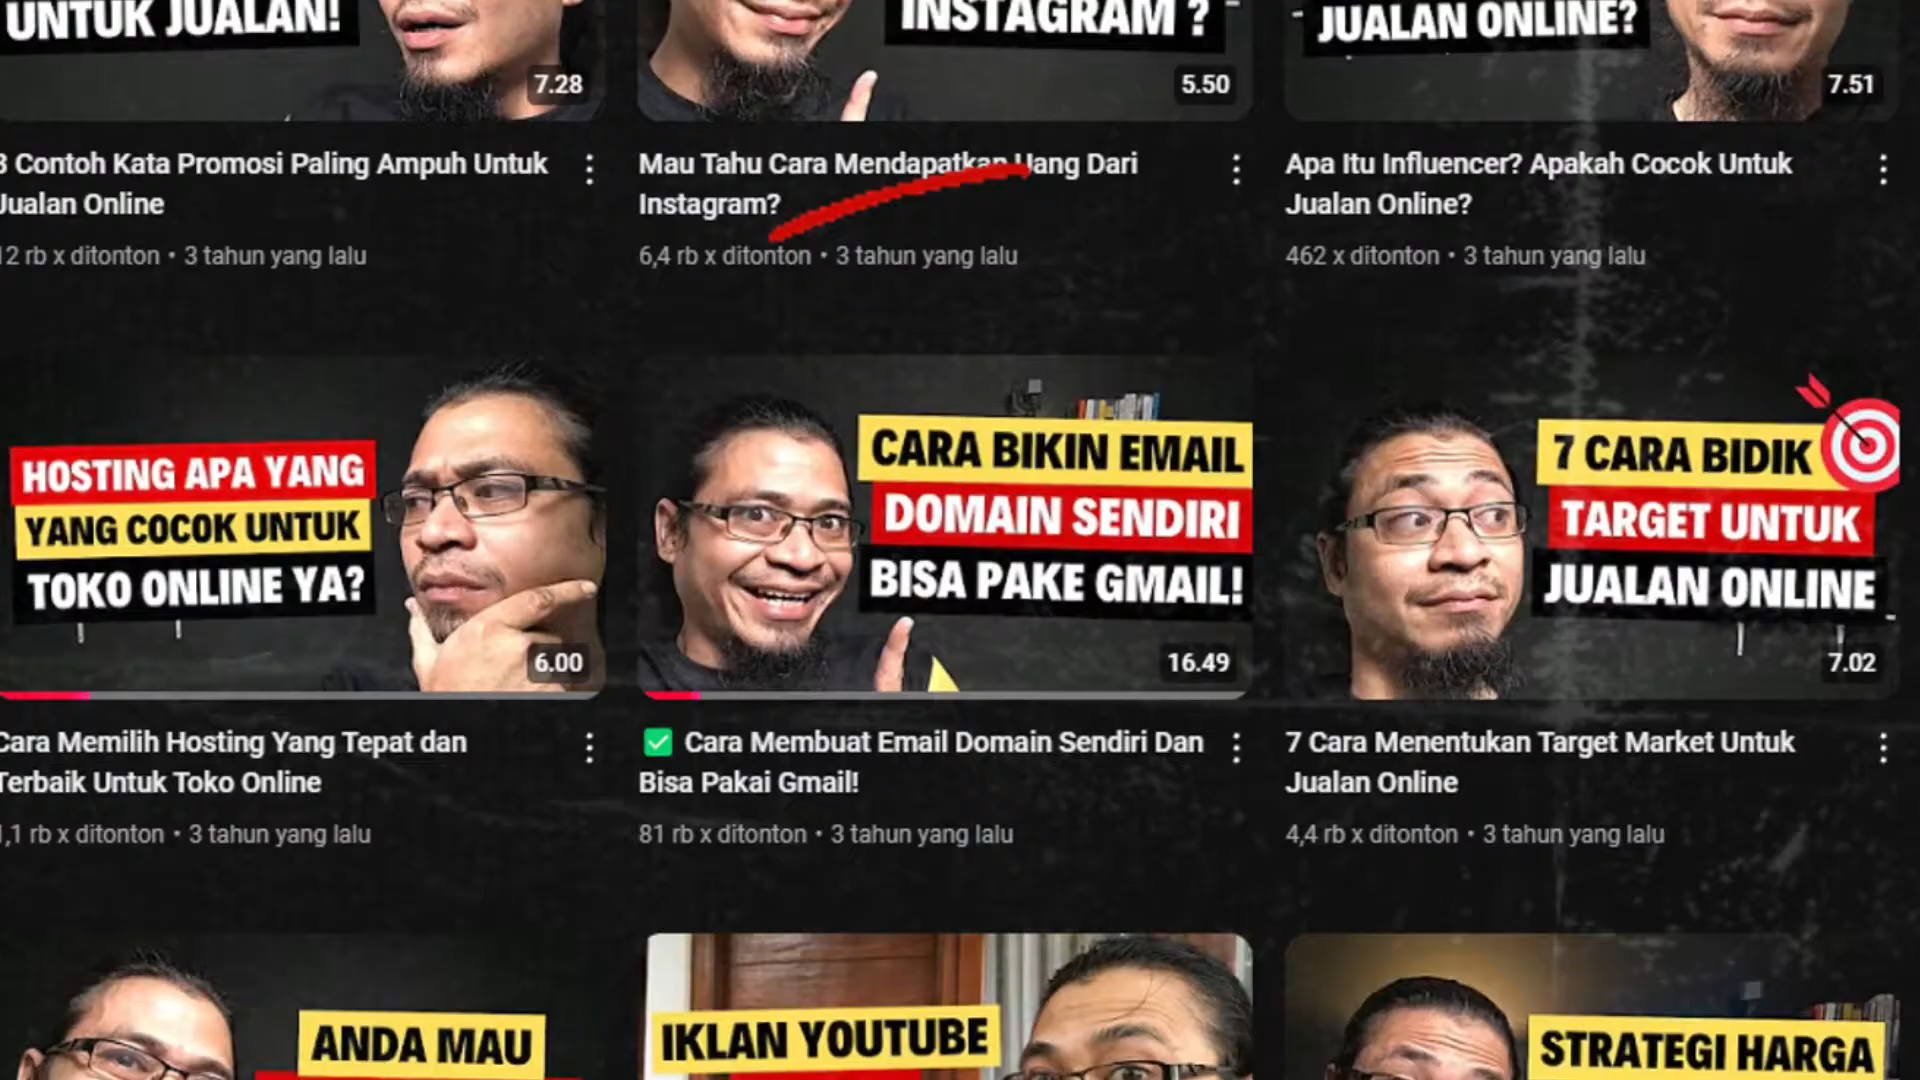 UNTUK JUALAN!
7.28
INSTAGRAM ?
5.50
JUALAN ONLINE?
7.51
3 Contoh Kata Promosi Paling Ampuh Untuk
Jualan Online
12 rb x ditonton • 3 tahun yang lalu
Mau Tahu Cara Mendapatkan Uang Dari
Instagram?
6,4 rb x ditonton • 3 tahun yang lalu
Apa Itu Influencer? Apakah Cocok Untuk
Jualan Online?
462 x ditonton • 3 tahun yang lalu
HOSTING APA YANG
YANG COCOK UNTUK
TOKO ONLINE YA?
6.00
CARA BIKIN EMAIL
DOMAIN SENDIRI
BISA PAKE GMAIL!
16.49
7 CARA BIDIK
TARGET UNTUK
JUALAN ONLINE
7.02
Cara Memilih Hosting Yang Tepat dan
Terbaik Untuk Toko Online
1,1 rb x ditonton • 3 tahun yang lalu
✅ Cara Membuat Email Domain Sendiri Dan
Bisa Pakai Gmail!
81 rb x ditonton • 3 tahun yang lalu
7 Cara Menentukan Target Market Untuk
Jualan Online
4,4 rb x ditonton • 3 tahun yang lalu
ANDA MAU
IKLAN YOUTUBE
STRATEGI HARGA